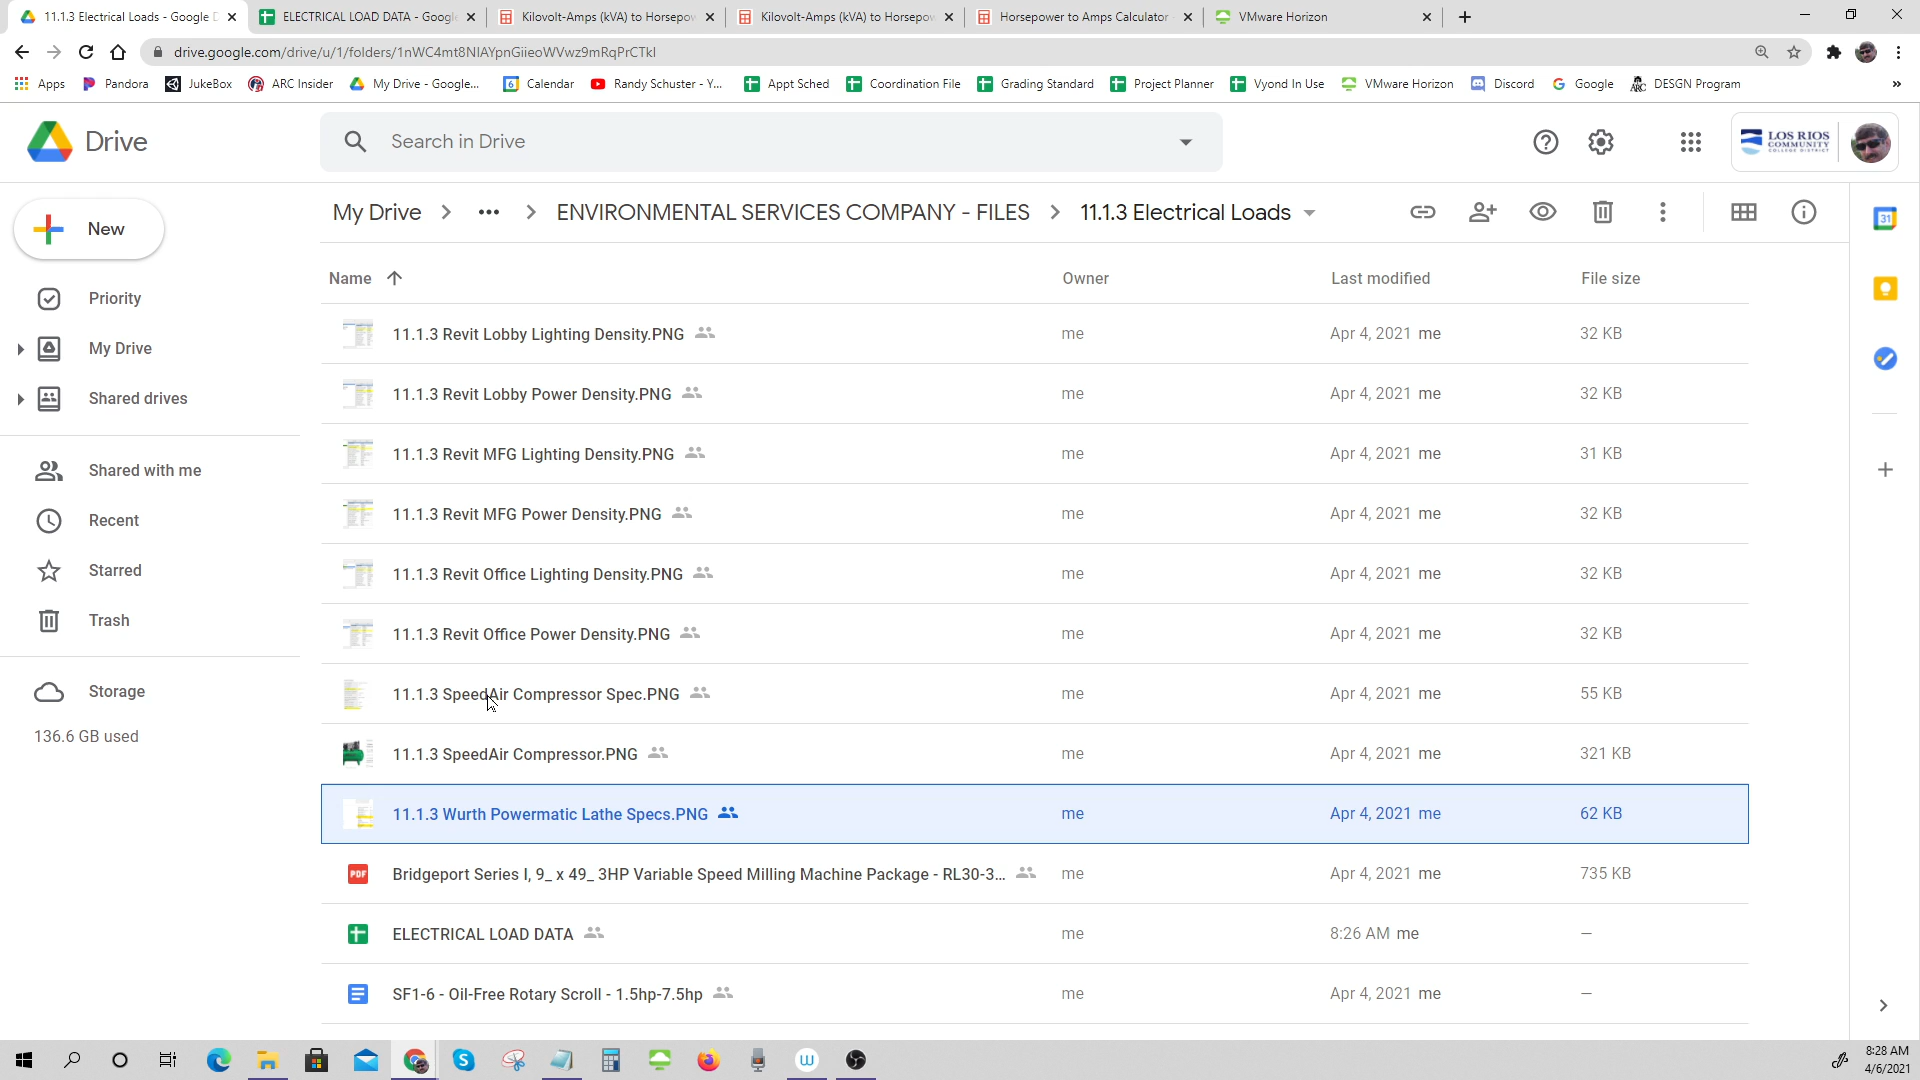 11.1.3 Electrical Loads - Google D
ELECTRICAL LOAD DATA - Googl
Kilovolt-Amps (kVA) to Horsepow
Kilovolt-Amps (kVA) to Horsepow
Horsepower to Amps Calculator
VMware Horizon
drive.google.com/drive/u/1/folders/1nWC4mt8NIAYpnGiieoWVwz9mRqPrCTkI
Apps
Pandora
JukeBox
ARC Insider
My Drive - Google...
Calendar
Randy Schuster - Y...
Appt Sched
Coordination File
Grading Standard
Project Planner
Vyond In Use
VMware Horizon
Discord
Google
DESGN Program
»
Drive
Search in Drive
LOS RIOS
COMMUNITY
COLLEGE DISTRICT
New
My Drive > ••• > ENVIRONMENTAL SERVICES COMPANY - FILES > 11.1.3 Electrical Loads
31
Priority
My Drive
Shared drives
Shared with me
Recent
Starred
Trash
Storage
136.6 GB used
Name Owner Last modified File size
11.1.3 Revit Lobby Lighting Density.PNG me Apr 4, 2021 me 32 KB
11.1.3 Revit Lobby Power Density.PNG me Apr 4, 2021 me 32 KB
11.1.3 Revit MFG Lighting Density.PNG me Apr 4, 2021 me 31 KB
11.1.3 Revit MFG Power Density.PNG me Apr 4, 2021 me 32 KB
11.1.3 Revit Office Lighting Density.PNG me Apr 4, 2021 me 32 KB
11.1.3 Revit Office Power Density.PNG me Apr 4, 2021 me 32 KB
11.1.3 SpeedAir Compressor Spec.PNG me Apr 4, 2021 me 55 KB
11.1.3 SpeedAir Compressor.PNG me Apr 4, 2021 me 321 KB
11.1.3 Wurth Powermatic Lathe Specs.PNG me Apr 4, 2021 me 62 KB
PDF Bridgeport Series I, 9_ x 49_ 3HP Variable Speed Milling Machine Package - RL30-3... me Apr 4, 2021 me 735 KB
ELECTRICAL LOAD DATA me 8:26 AM me —
SF1-6 - Oil-Free Rotary Scroll - 1.5hp-7.5hp me Apr 4, 2021 me —
8:28 AM
4/6/2021